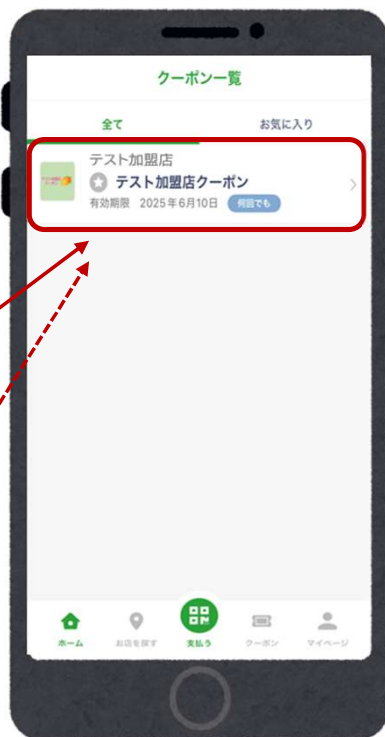 クーポン一覧
全て
お気に入り
テスト加盟店
テスト加盟店クーポン
有効期限 2025年6月10日 何回でも
ホーム
お店を探す
支払う
クーポン
マイページ